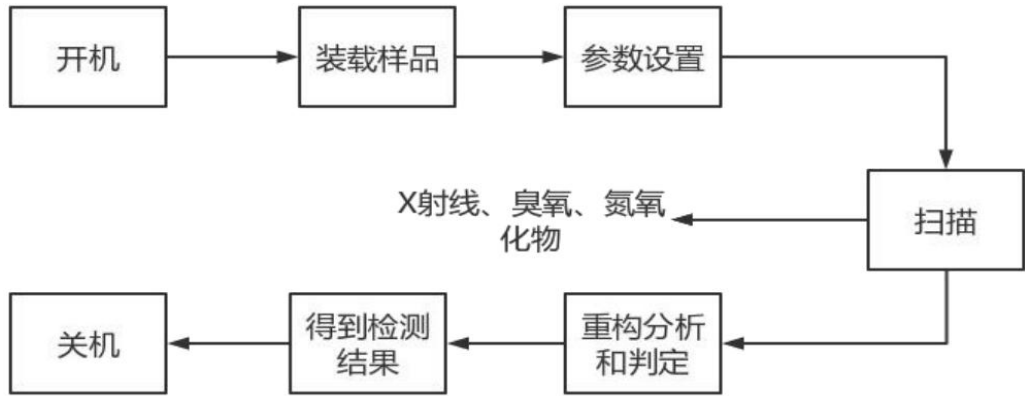 开机
装载样品
参数设置
X射线、臭氧、氮氧
化物
扫描
关机
得到检测
结果
重构分析
和判定